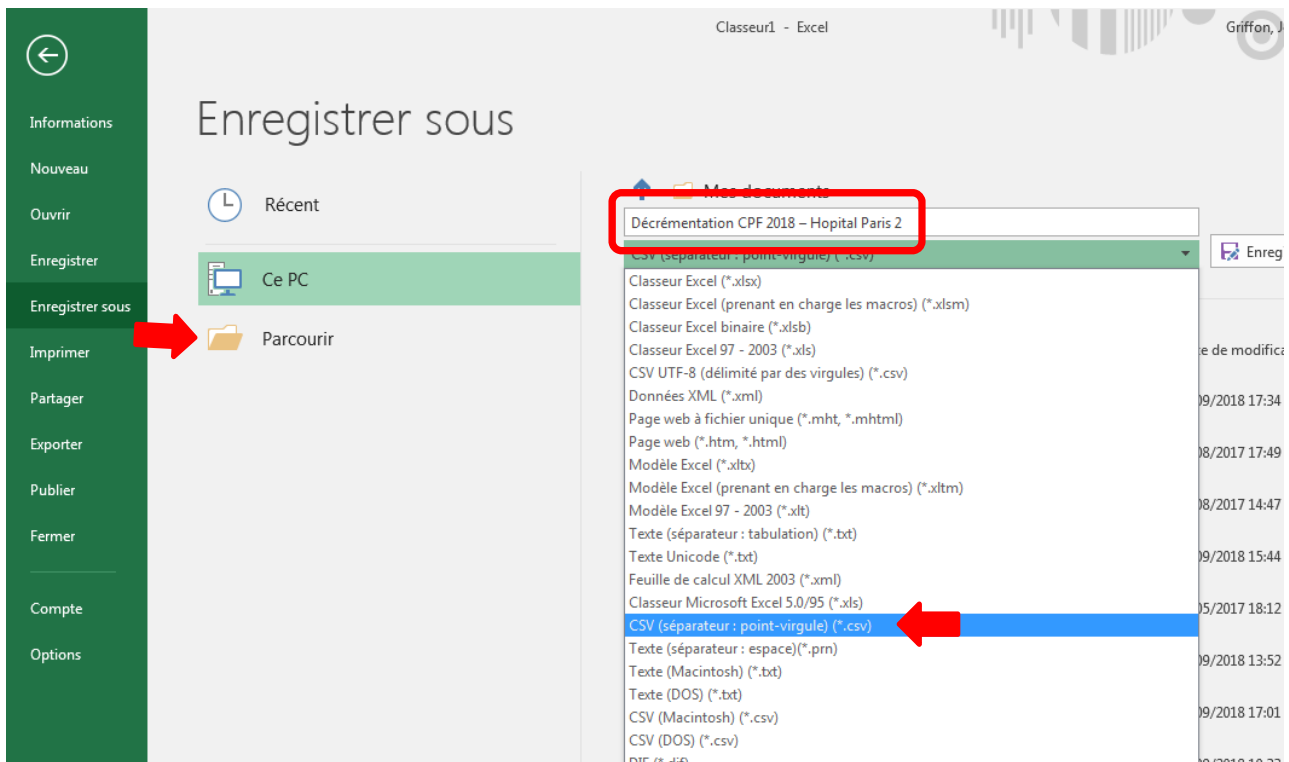 Classeur1 - Excel
Griffon, J
Informations
Nouveau
Ouvrir
Enregistrer
Enregistrer sous
Imprimer
Partager
Exporter
Publier
Fermer
Compte
Options
Enregistrer sous
Récent
Ce PC
Parcourir
Mes documents
Décrémentation CPF 2018 – Hopital Paris 2
CSV (séparateur : point-virgule) (*.csv)
Enreg
Classeur Excel (*.xlsx)
Classeur Excel (prenant en charge les macros) (*.xlsm)
Classeur Excel binaire (*.xlsb)
Classeur Excel 97 - 2003 (*.xls)
CSV UTF-8 (délimité par des virgules) (*.csv)
Données XML (*.xml)
Page web à fichier unique (*.mht, *.mhtml)
Page web (*.htm, *.html)
Modèle Excel (*.xltx)
Modèle Excel (prenant en charge les macros) (*.xltm)
Modèle Excel 97 - 2003 (*.xlt)
Texte (séparateur : tabulation) (*.txt)
Texte Unicode (*.txt)
Feuille de calcul XML 2003 (*.xml)
Classeur Microsoft Excel 5.0/95 (*.xls)
CSV (séparateur : point-virgule) (*.csv)
Texte (séparateur : espace)(*.prn)
Texte (Macintosh) (*.txt)
Texte (DOS) (*.txt)
CSV (Macintosh) (*.csv)
CSV (DOS) (*.csv)
DIF (*.dif)
e de modifica
09/2018 17:34
08/2017 17:49
08/2017 14:47
09/2018 15:44
05/2017 18:12
09/2018 13:52
09/2018 17:01